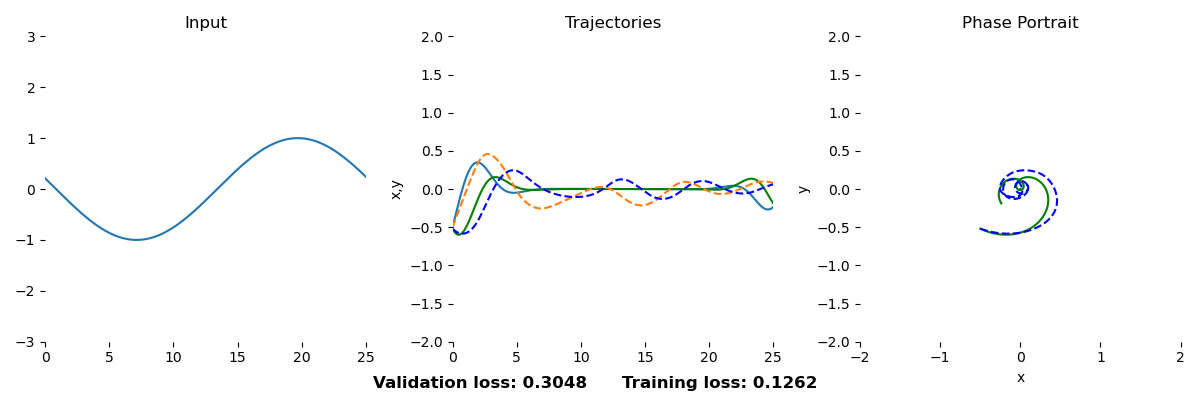 Input
3
2
1
0
−1
−2
−3
0 5 10 15 20 25
Trajectories
x,y
2.0
1.5
1.0
0.5
0.0
−0.5
−1.0
−1.5
−2.0
0 5 10 15 20 25
Phase Portrait
y
2.0
1.5
1.0
0.5
0.0
−0.5
−1.0
−1.5
−2.0
−2 −1 0 1 2
x
Validation loss: 0.3048 Training loss: 0.1262